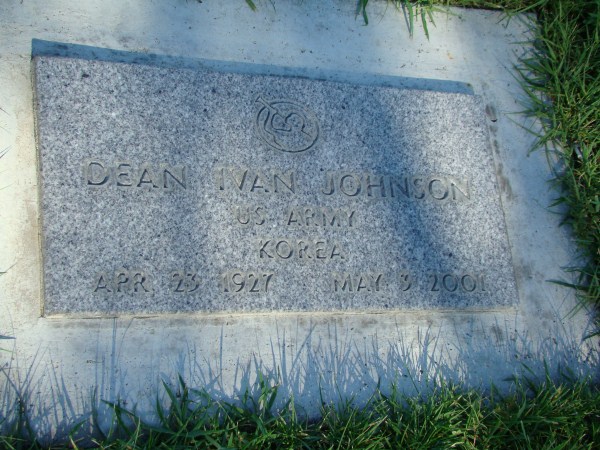 DEAN IVAN JOHNSON
US ARMY
KOREA
APR 23 1927 MAY 3 2001